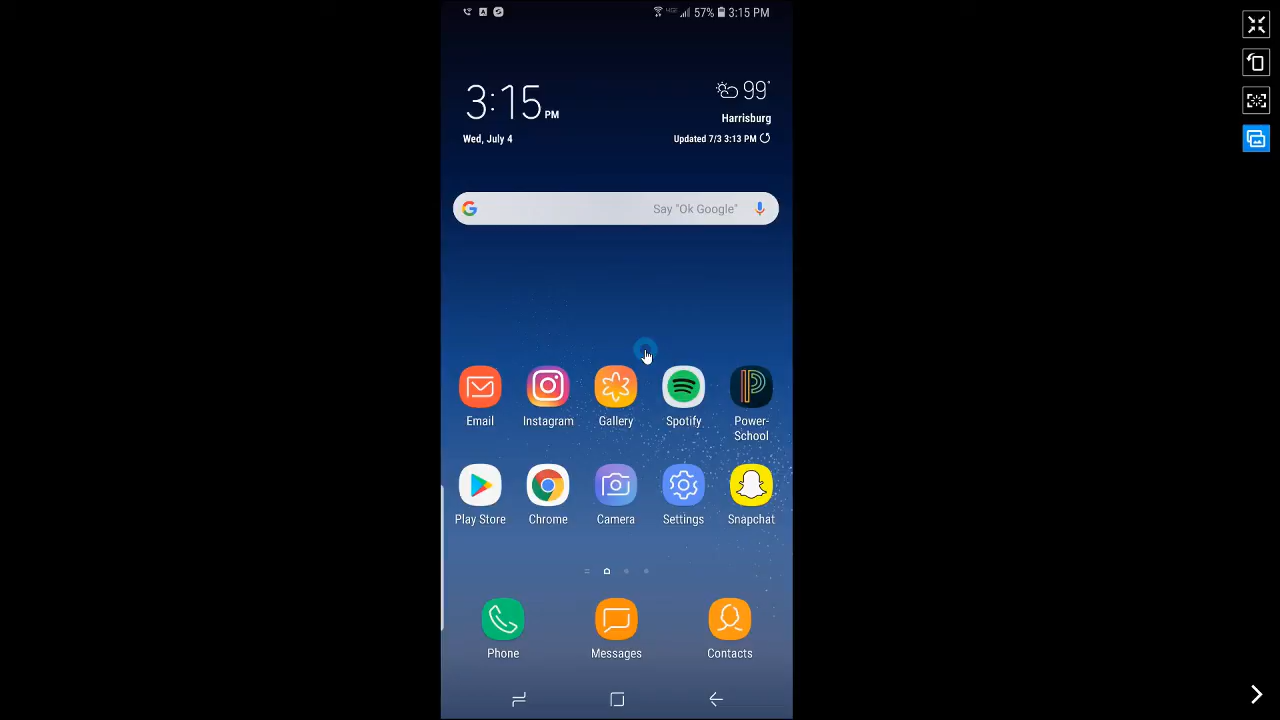 57% 3:15 PM
3:15 PM
99°
Harrisburg
Wed, July 4
Updated 7/3 3:13 PM
Say "Ok Google"
Email
Instagram
Gallery
Spotify
Power-
School
Play Store
Chrome
Camera
Settings
Snapchat
Phone
Messages
Contacts